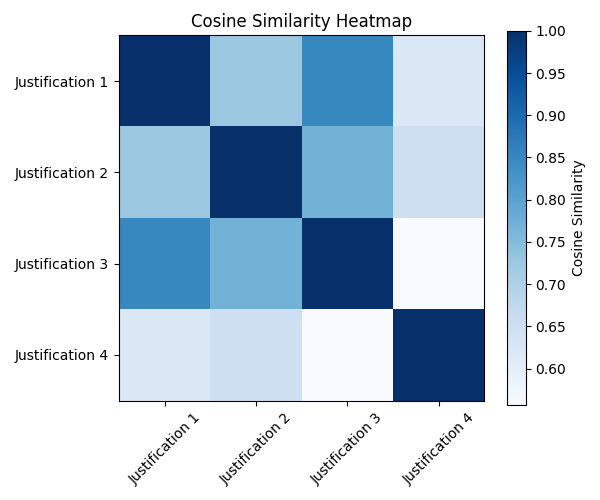 Cosine Similarity Heatmap
Justification 1
Justification 2
Justification 3
Justification 4
Justification 1
Justification 2
Justification 3
Justification 4
1.00
0.95
0.90
0.85
0.80
0.75
0.70
0.65
0.60
Cosine Similarity